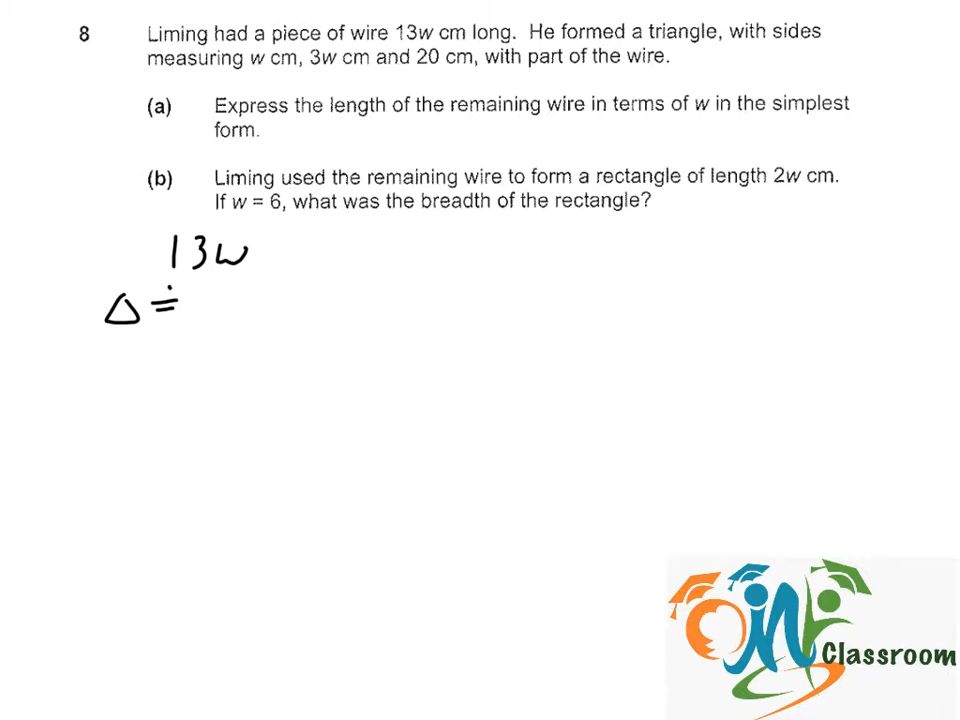 8 Liming had a piece of wire 13w cm long. He formed a triangle, with sides
measuring w cm, 3w cm and 20 cm, with part of the wire.
(a) Express the length of the remaining wire in terms of w in the simplest
form.
(b) Liming used the remaining wire to form a rectangle of length 2w cm.
If w = 6, what was the breadth of the rectangle?
13w
△ =
Classroom